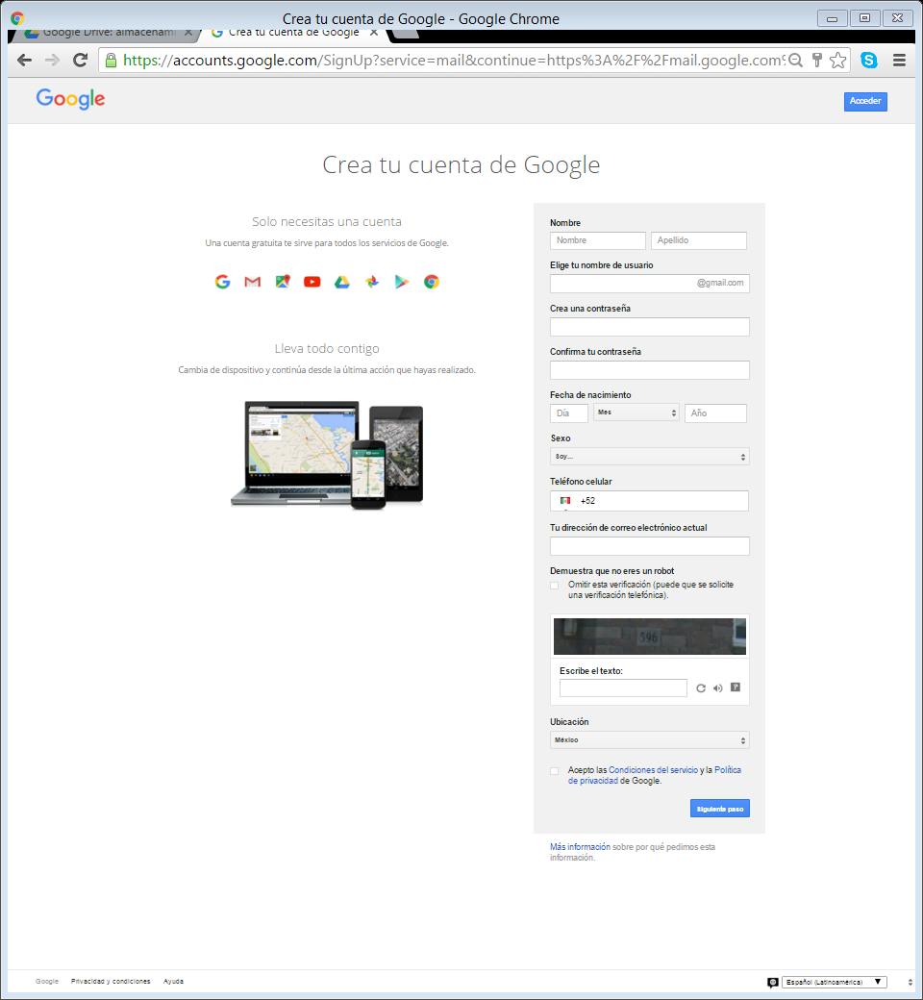 Crea tu cuenta de Google - Google Chrome
Google Drive: almacenami
Crea tu cuenta de Google
https://accounts.google.com/SignUp?service=mail&continue=https%3A%2F%2Fmail.google.com%
Google
Acceder
Crea tu cuenta de Google
Solo necesitas una cuenta
Una cuenta gratuita te sirve para todos los servicios de Google.
Lleva todo contigo
Cambia de dispositivo y continúa desde la última acción que hayas realizado.
Nombre
Nombre
Apellido
Elige tu nombre de usuario
@gmail.com
Crea una contraseña
Confirma tu contraseña
Fecha de nacimiento
Día
Mes
Año
Sexo
Soy...
Teléfono celular
+52
Tu dirección de correo electrónico actual
Demuestra que no eres un robot
Omitir esta verificación (puede que se solicite
una verificación telefónica).
596
Escribe el texto:
Ubicación
México
Acepto las Condiciones del servicio y la Política
de privacidad de Google.
Siguiente paso
Más información sobre por qué pedimos esta
información.
Google
Privacidad y condiciones
Ayuda
Español (Latinoamérica)